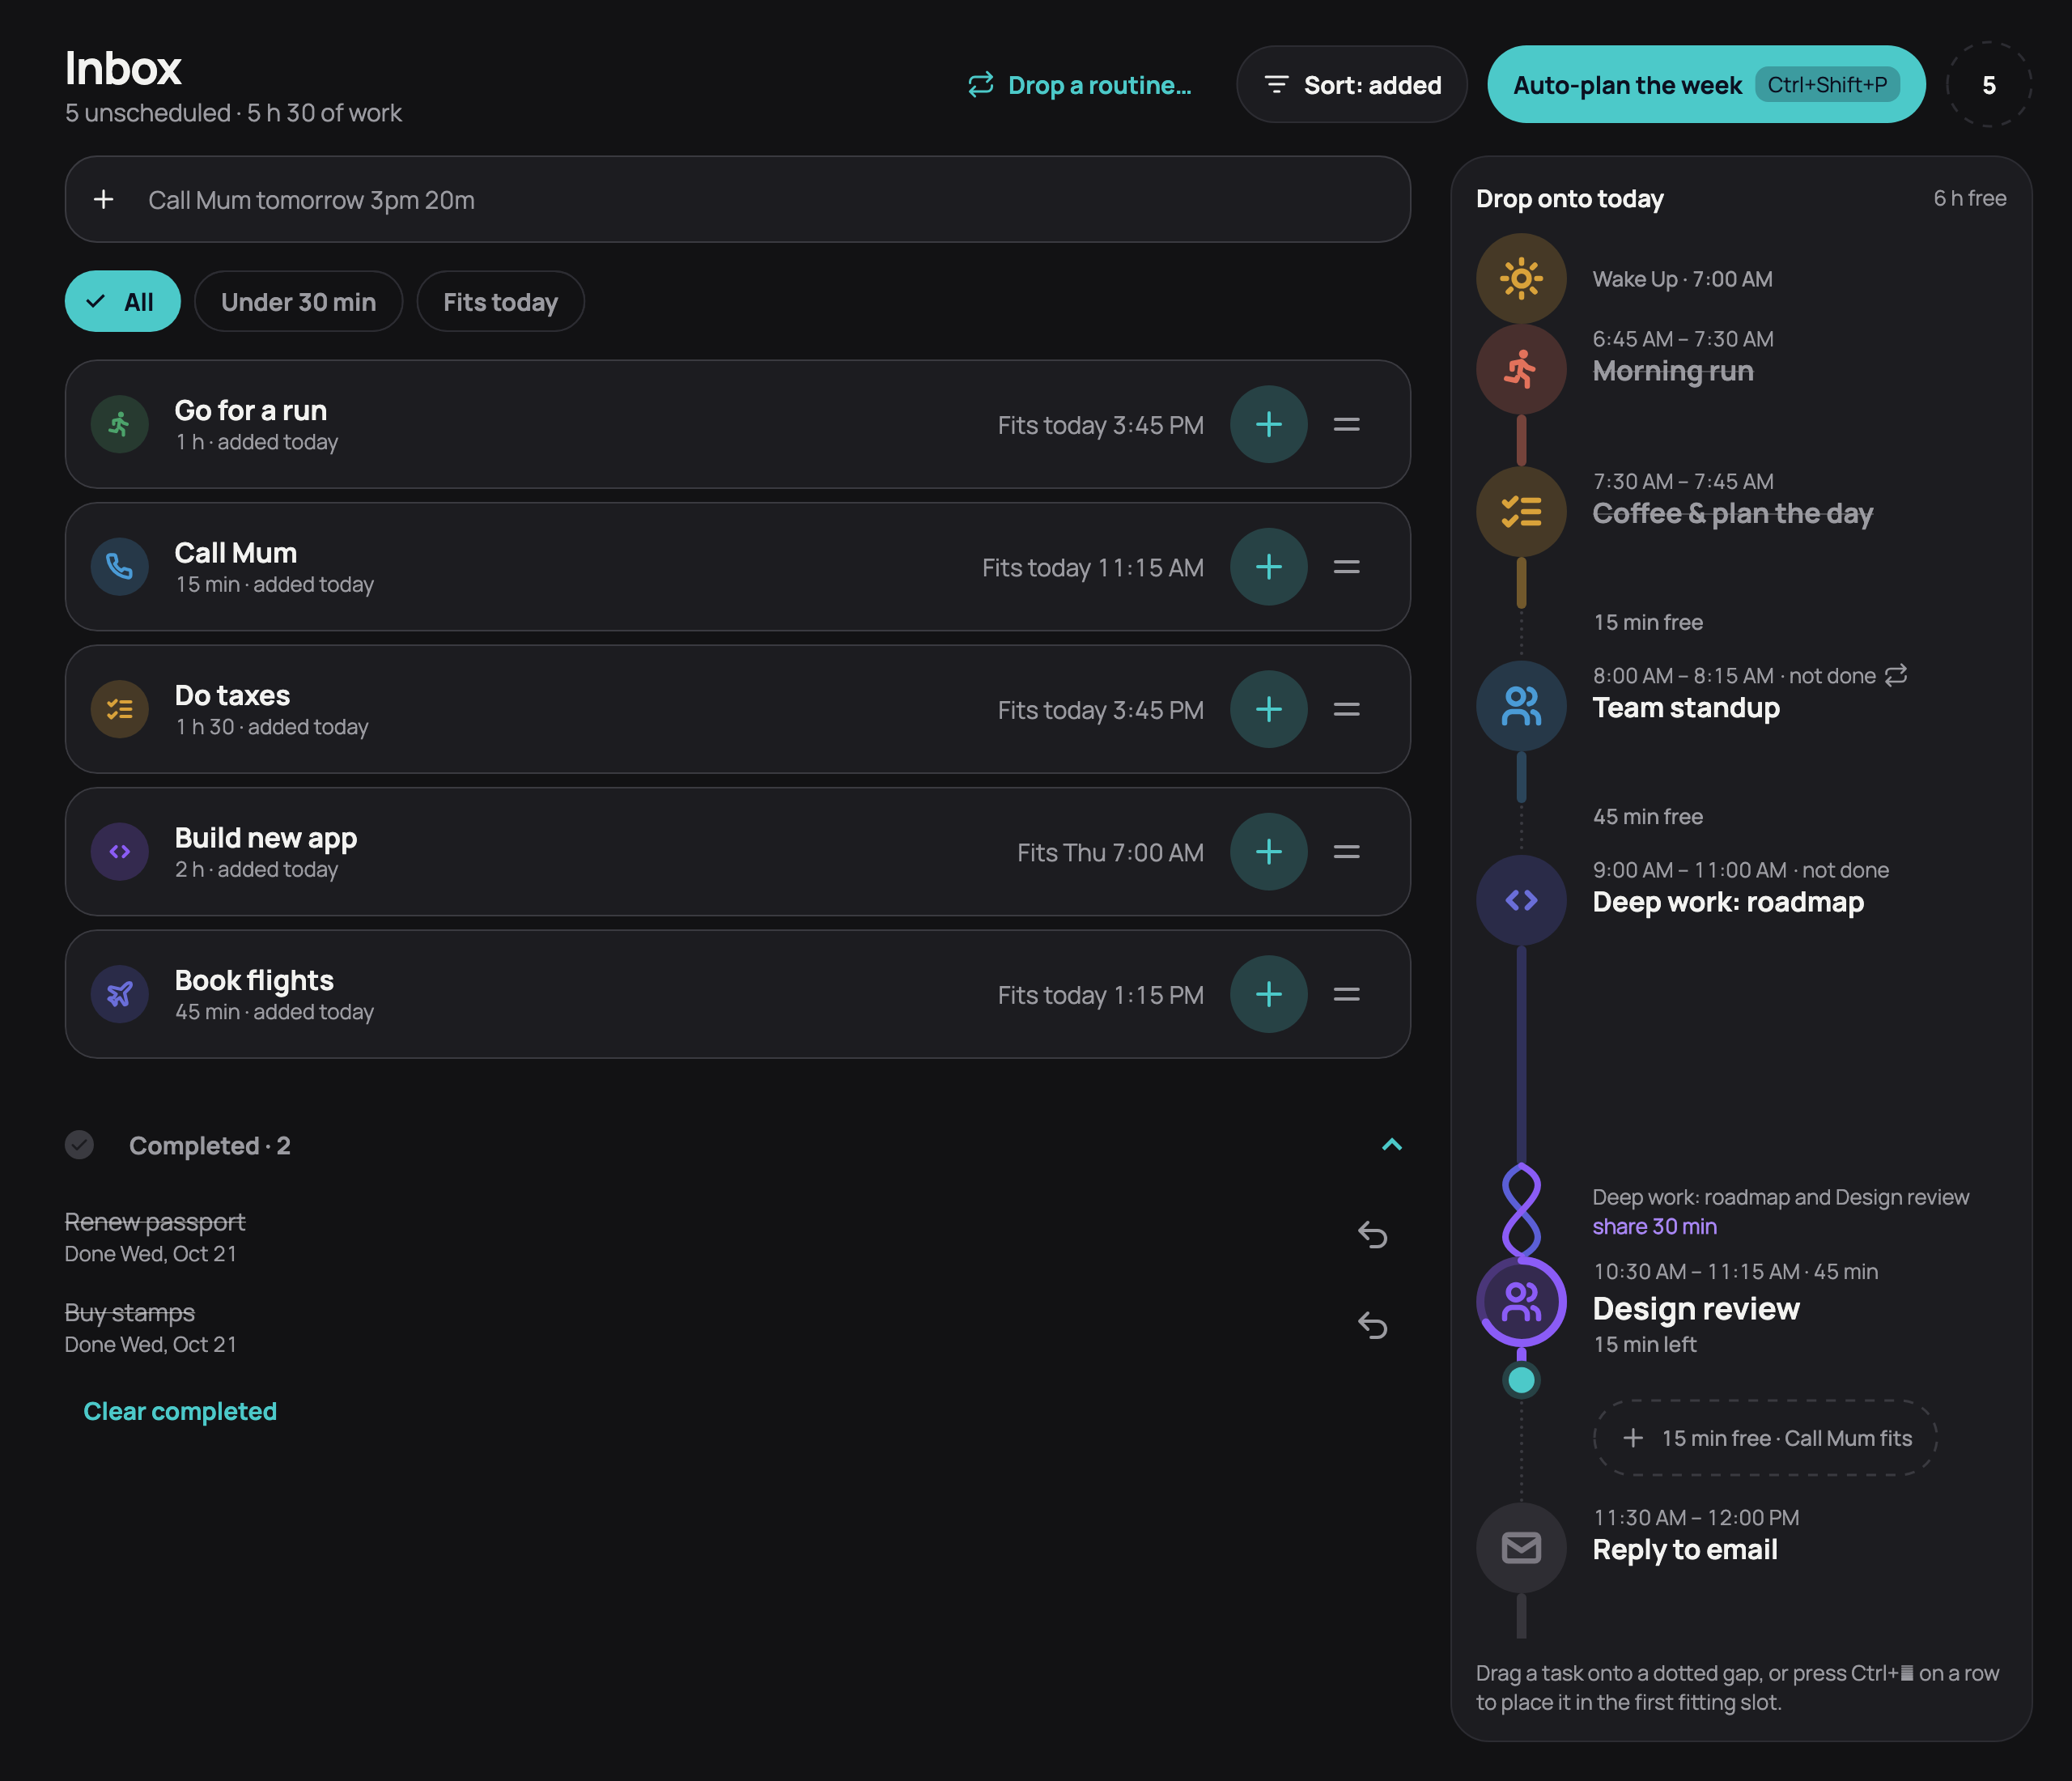 Inbox
5 unscheduled · 5 h 30 of work
Drop a routine...
Sort: added
Auto-plan the week Ctrl+Shift+P
5
Call Mum tomorrow 3pm 20m
All
Under 30 min
Fits today
Go for a run
1 h · added today
Fits today 3:45 PM
Call Mum
15 min · added today
Fits today 11:15 AM
Do taxes
1 h 30 · added today
Fits today 3:45 PM
Build new app
2 h · added today
Fits Thu 7:00 AM
Book flights
45 min · added today
Fits today 1:15 PM
Completed · 2
Renew passport
Done Wed, Oct 21
Buy stamps
Done Wed, Oct 21
Clear completed
Drop onto today
6 h free
Wake Up · 7:00 AM
6:45 AM – 7:30 AM
Morning run
7:30 AM – 7:45 AM
Coffee & plan the day
15 min free
8:00 AM – 8:15 AM · not done
Team standup
45 min free
9:00 AM – 11:00 AM · not done
Deep work: roadmap
Deep work: roadmap and Design review
share 30 min
10:30 AM – 11:15 AM · 45 min
Design review
15 min left
15 min free · Call Mum fits
11:30 AM – 12:00 PM
Reply to email
Drag a task onto a dotted gap, or press Ctrl+ on a row
to place it in the first fitting slot.